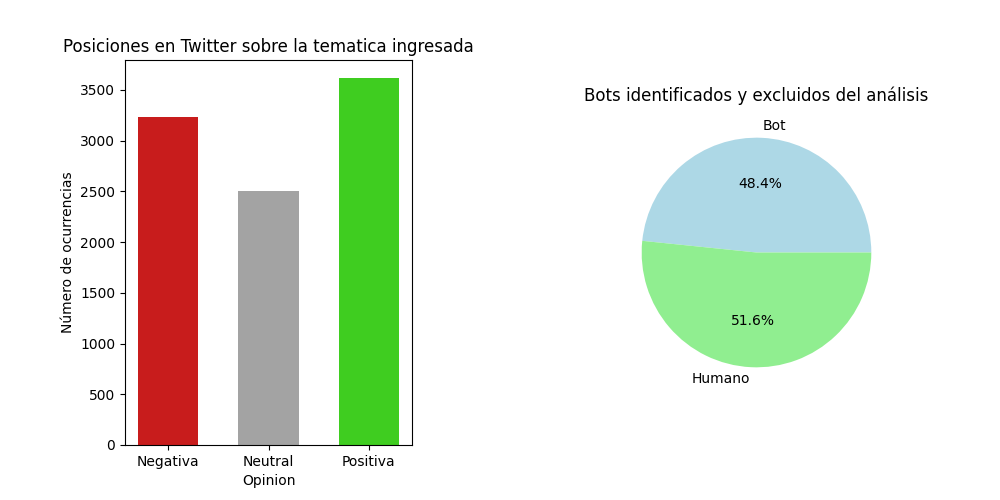 Posiciones en Twitter sobre la tematica ingresada
Número de ocurrencias
3500
3000
2500
2000
1500
1000
500
0
Negativa
Neutral
Positiva
Opinion
Bots identificados y excluidos del análisis
Bot
48.4%
51.6%
Humano